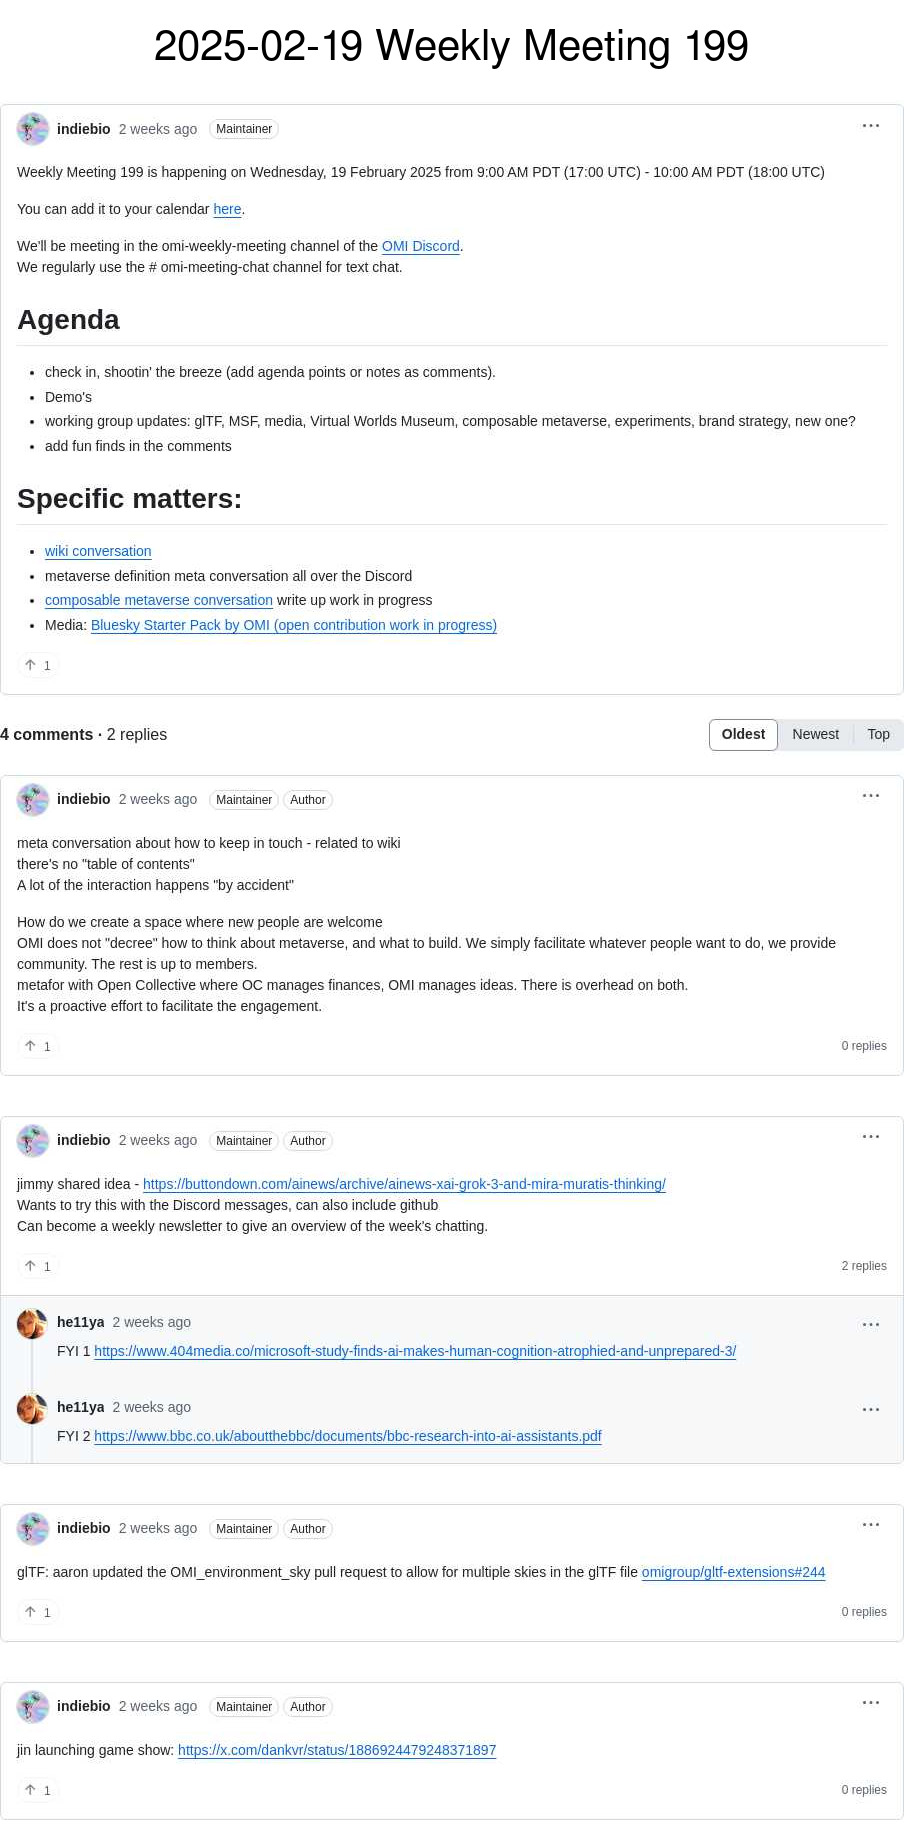 2025-02-19 Weekly Meeting 199
indiebio 2 weeks ago Maintainer
Weekly Meeting 199 is happening on Wednesday, 19 February 2025 from 9:00 AM PDT (17:00 UTC) - 10:00 AM PDT (18:00 UTC)
You can add it to your calendar here.
We'll be meeting in the omi-weekly-meeting channel of the OMI Discord.
We regularly use the # omi-meeting-chat channel for text chat.
Agenda
• check in, shootin' the breeze (add agenda points or notes as comments).
• Demo's
• working group updates: glTF, MSF, media, Virtual Worlds Museum, composable metaverse, experiments, brand strategy, new one?
• add fun finds in the comments
Specific matters:
• wiki conversation
• metaverse definition meta conversation all over the Discord
• composable metaverse conversation write up work in progress
• Media: Bluesky Starter Pack by OMI (open contribution work in progress)
↑ 1
4 comments · 2 replies
Oldest Newest Top
indiebio 2 weeks ago Maintainer Author
meta conversation about how to keep in touch - related to wiki
there's no "table of contents"
A lot of the interaction happens "by accident"
How do we create a space where new people are welcome
OMI does not "decree" how to think about metaverse, and what to build. We simply facilitate whatever people want to do, we provide
community. The rest is up to members.
metafor with Open Collective where OC manages finances, OMI manages ideas. There is overhead on both.
It's a proactive effort to facilitate the engagement.
↑ 1 0 replies
indiebio 2 weeks ago Maintainer Author
jimmy shared idea - https://buttondown.com/ainews/archive/ainews-xai-grok-3-and-mira-muratis-thinking/
Wants to try this with the Discord messages, can also include github
Can become a weekly newsletter to give an overview of the week's chatting.
↑ 1 2 replies
he11ya 2 weeks ago
FYI 1 https://www.404media.co/microsoft-study-finds-ai-makes-human-cognition-atrophied-and-unprepared-3/
he11ya 2 weeks ago
FYI 2 https://www.bbc.co.uk/aboutthebbc/documents/bbc-research-into-ai-assistants.pdf
indiebio 2 weeks ago Maintainer Author
glTF: aaron updated the OMI_environment_sky pull request to allow for multiple skies in the glTF file omigroup/gltf-extensions#244
↑ 1 0 replies
indiebio 2 weeks ago Maintainer Author
jin launching game show: https://x.com/dankvr/status/1886924479248371897
↑ 1 0 replies